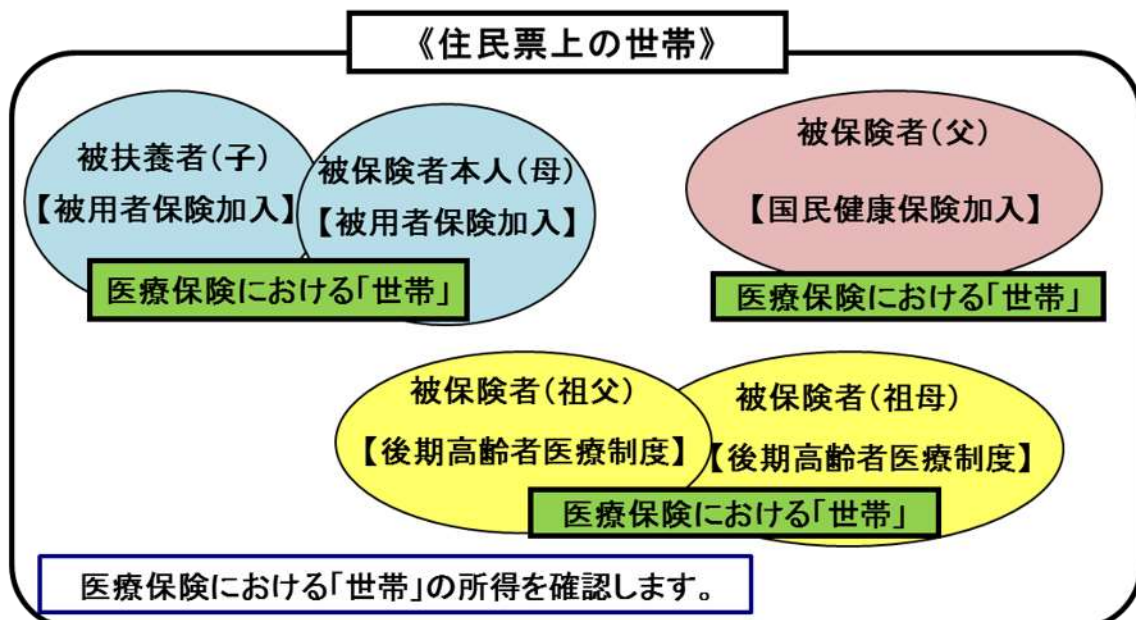 《住民票上の世帯》
被扶養者(子)
【被用者保険加入】
被保険者本人(母)
【被用者保険加入】
医療保険における「世帯」
被保険者(父)
【国民健康保険加入】
医療保険における「世帯」
被保険者(祖父)
【後期高齢者医療制度】
被保険者(祖母)
【後期高齢者医療制度】
医療保険における「世帯」
医療保険における「世帯」の所得を確認します。